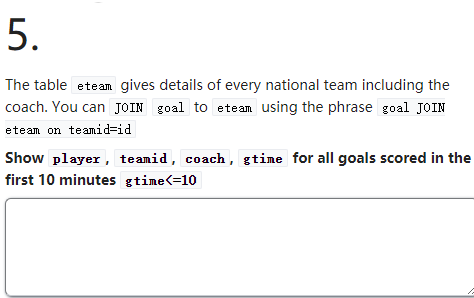 5.
The table eteam gives details of every national team including the
coach. You can JOIN goal to eteam using the phrase goal JOIN
eteam on teamid=id
Show player, teamid, coach, gtime for all goals scored in the
first 10 minutes gtime<=10